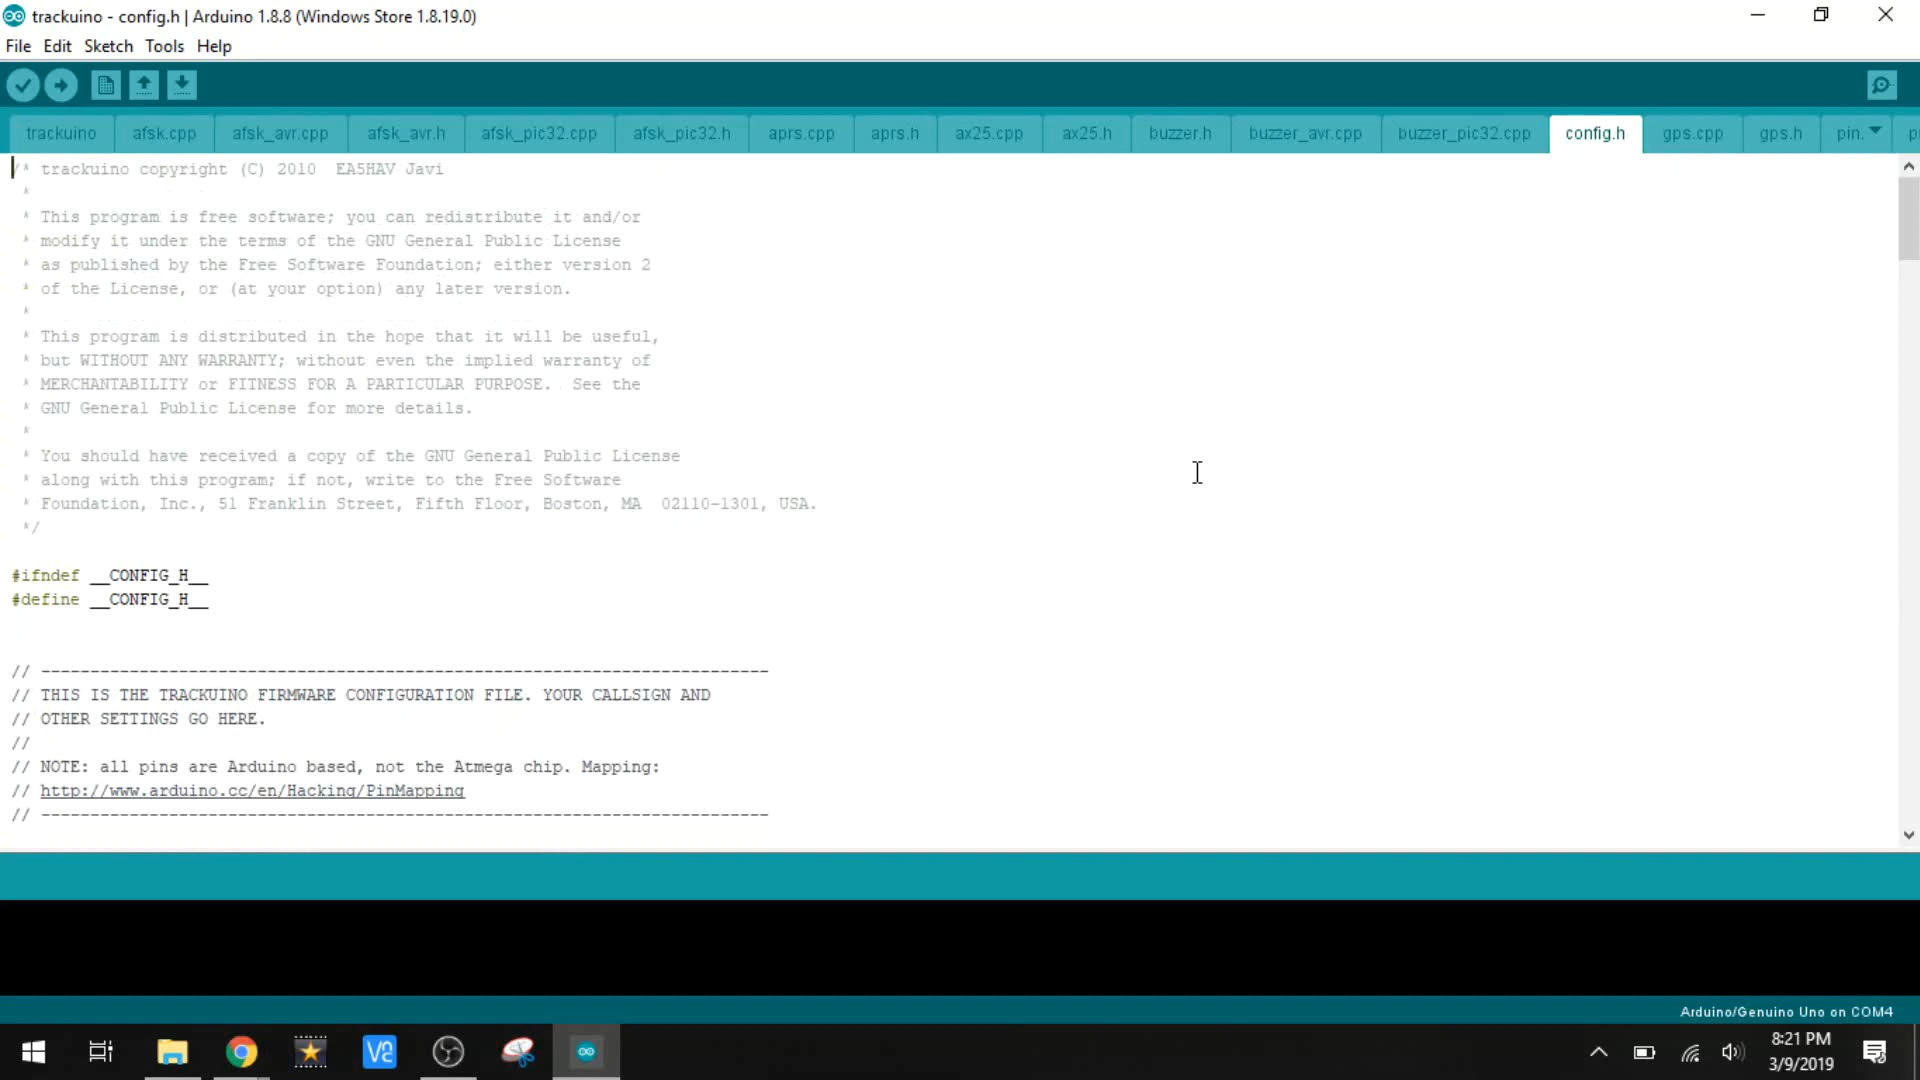 trackuino - config.h | Arduino 1.8.8 (Windows Store 1.8.19.0)
File Edit Sketch Tools Help
trackuino afsk.cpp afsk_avr.cpp afsk_avr.h afsk_pic32.cpp afsk_pic32.h aprs.cpp aprs.h ax25.cpp ax25.h buzzer.h buzzer_avr.cpp buzzer_pic32.cpp config.h gps.cpp gps.h pin.
/* trackuino copyright (C) 2010  EA5HAV Javi
 *
 * This program is free software; you can redistribute it and/or
 * modify it under the terms of the GNU General Public License
 * as published by the Free Software Foundation; either version 2
 * of the License, or (at your option) any later version.
 *
 * This program is distributed in the hope that it will be useful,
 * but WITHOUT ANY WARRANTY; without even the implied warranty of
 * MERCHANTABILITY or FITNESS FOR A PARTICULAR PURPOSE.  See the
 * GNU General Public License for more details.
 *
 * You should have received a copy of the GNU General Public License
 * along with this program; if not, write to the Free Software
 * Foundation, Inc., 51 Franklin Street, Fifth Floor, Boston, MA  02110-1301, USA.
 */
#ifndef __CONFIG_H__
#define __CONFIG_H__
// --------------------------------------------------------------------------
// THIS IS THE TRACKUINO FIRMWARE CONFIGURATION FILE. YOUR CALLSIGN AND
// OTHER SETTINGS GO HERE.
//
// NOTE: all pins are Arduino based, not the Atmega chip. Mapping:
// http://www.arduino.cc/en/Hacking/PinMapping
// --------------------------------------------------------------------------
Arduino/Genuino Uno on COM4
8:21 PM
3/9/2019